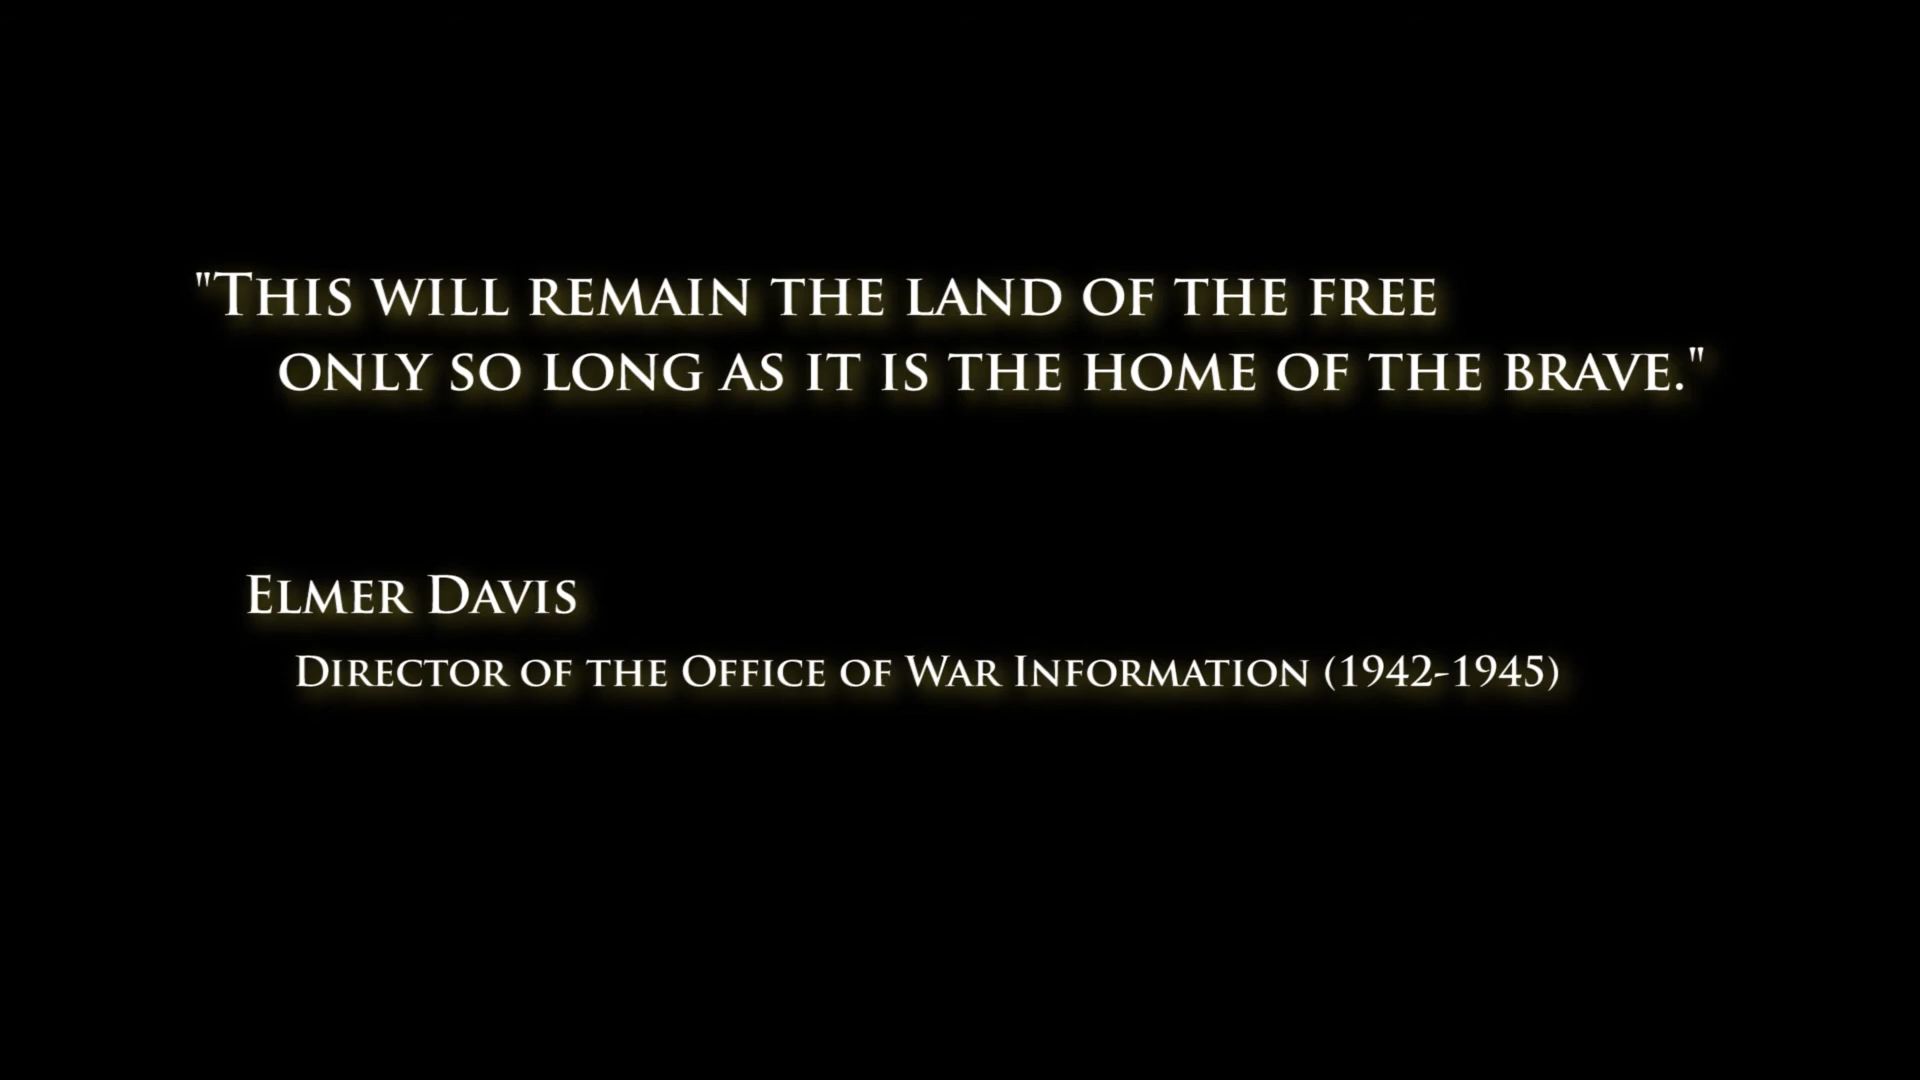 "This will remain the land of the free
only so long as it is the home of the brave."
Elmer Davis
Director of the Office of War Information (1942-1945)